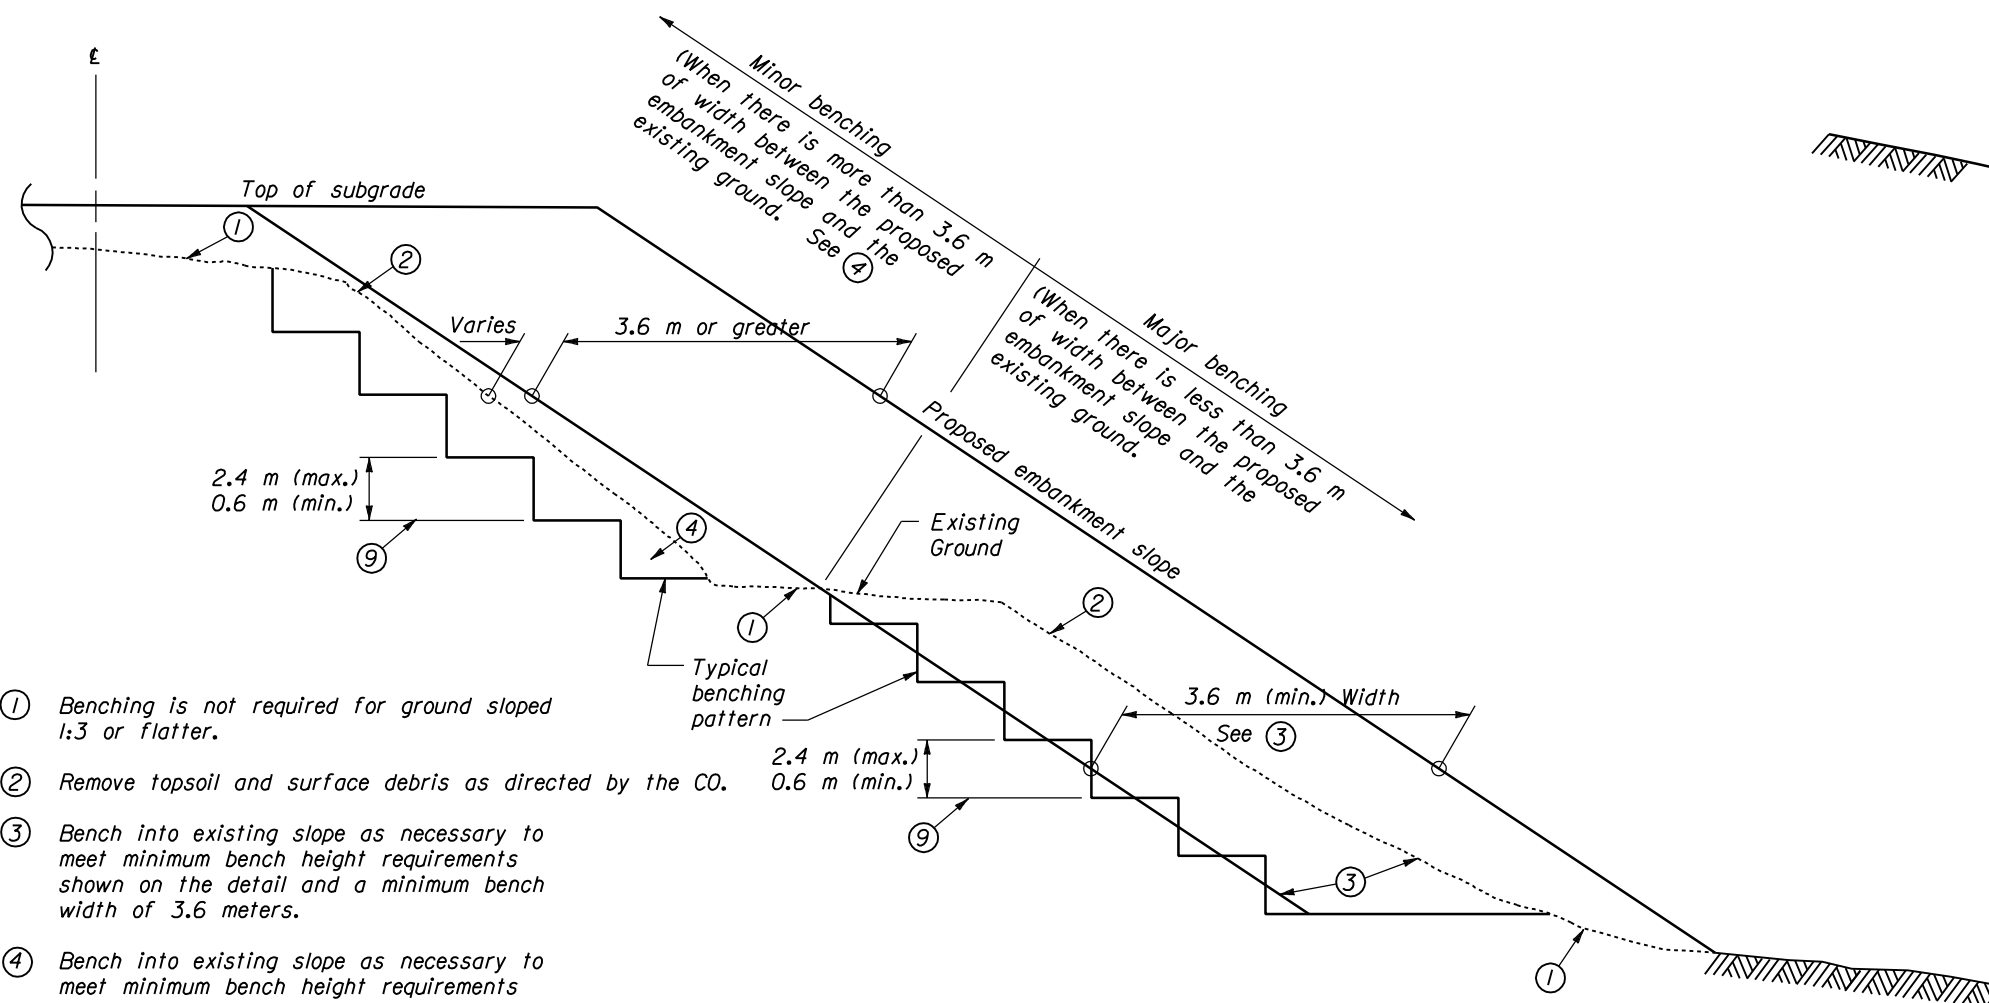 ℄
Minor benching
(When there is more than 3.6 m
of width between the proposed
embankment slope and the
existing ground. See 4
Top of subgrade
1
2
Varies
3.6 m or greater
Major benching
(When there is less than 3.6 m
of width between the proposed
embankment slope and the
existing ground.
Proposed embankment slope
2.4 m (max.)
0.6 m (min.)
9
4
Existing
Ground
1
2
Typical
benching
pattern
3.6 m (min.) Width
See 3
2.4 m (max.)
0.6 m (min.)
9
3
1
1 Benching is not required for ground sloped
1:3 or flatter.
2 Remove topsoil and surface debris as directed by the CO.
3 Bench into existing slope as necessary to
meet minimum bench height requirements
shown on the detail and a minimum bench
width of 3.6 meters.
4 Bench into existing slope as necessary to
meet minimum bench height requirements